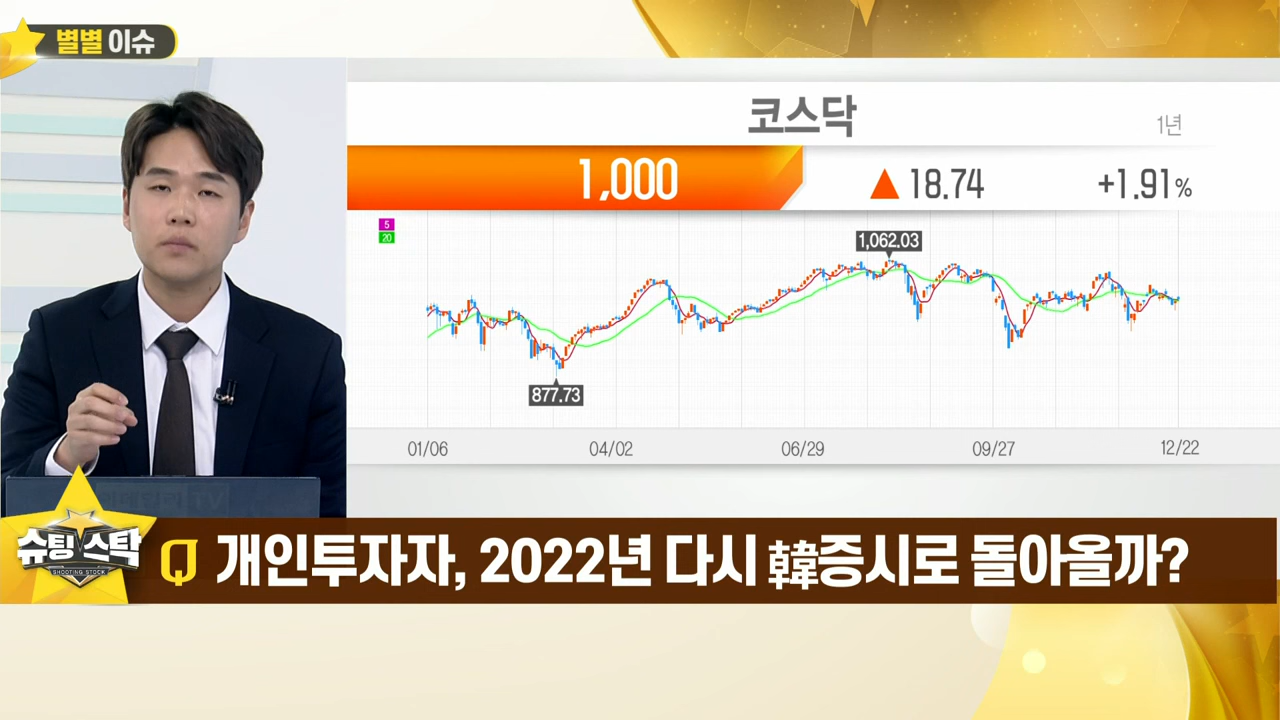 별별 이슈
코스닥
1년
1,000
▲ 18.74
+1.91%
5
20
1,062.03
877.73
01/06
04/02
06/29
09/27
12/22
슈팅 스탁
SHOOTING STOCK
Q 개인투자자, 2022년 다시 韓증시로 돌아올까?